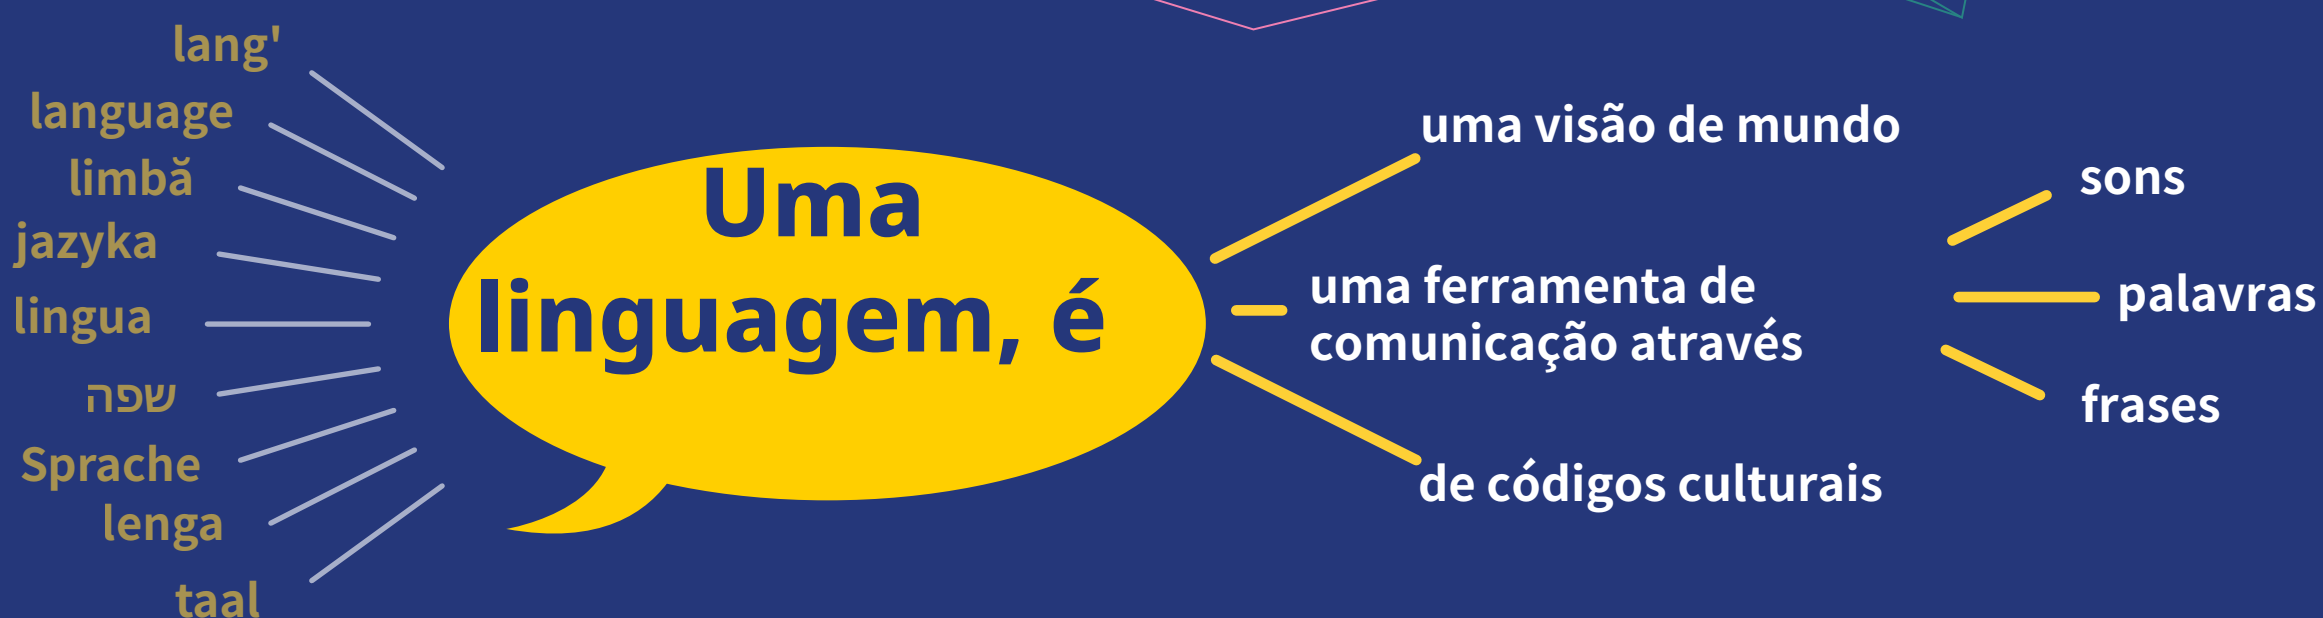 lang'
language
limbă
jazyka
lingua
שפה
Sprache
lenga
taal
Uma
linguagem, é
uma visão de mundo
uma ferramenta de
comunicação através
de códigos culturais
sons
palavras
frases